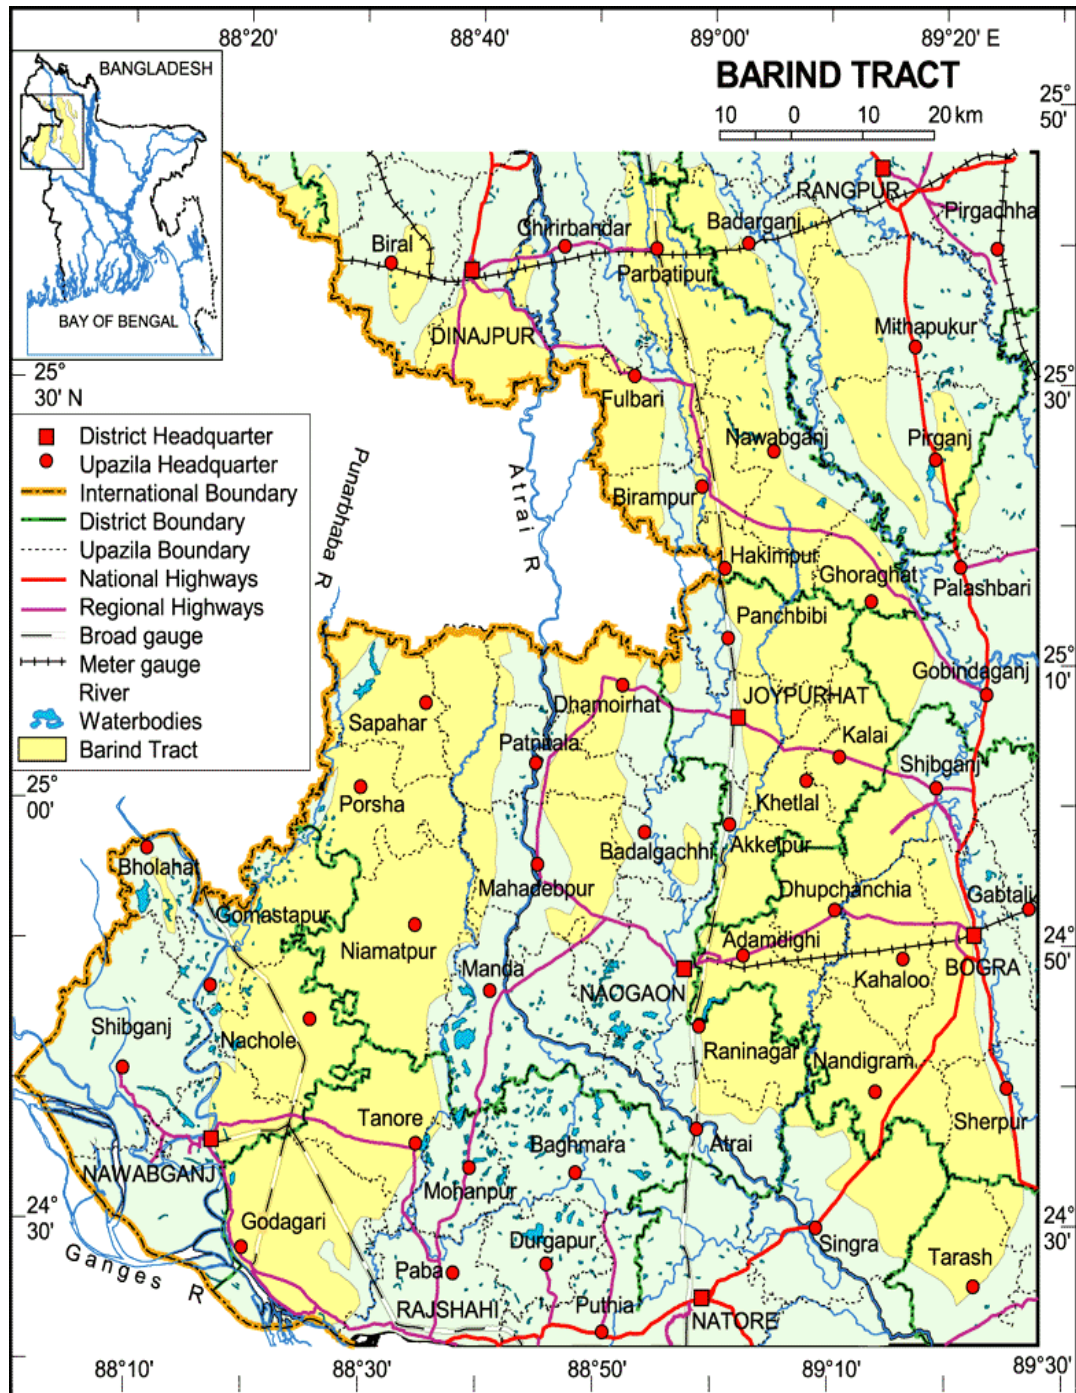 88°20'
88°40'
89°00'
89°20' E
BANGLADESH
BAY OF BENGAL
BARIND TRACT
10 0 10 20 km
25°
50'
RANGPUR
Pirgachha
Badarganj
Chirirbandar
Biral
Parbatipur
DINAJPUR
Mithapukur
25°
30' N
25°
30'
Fulbari
Nawabganj
Pirganj
Birampur
District Headquarter
Upazila Headquarter
International Boundary
District Boundary
Upazila Boundary
National Highways
Regional Highways
Broad gauge
Meter gauge
River
Waterbodies
Barind Tract
Punarbhaba R
Atrai R
Hakimpur
Ghoraghat
Palashbari
Panchbibi
25°
10'
Gobindaganj
JOYPURHAT
Dhamoirhat
Sapahar
Patnitala
Kalai
Shibganj
Khetlal
Porsha
25°
00'
Badalgachhi
Akkelpur
Bholahat
Mahadebpur
Dhupchanchia
Gabtali
Gomastapur
Niamatpur
Adamdighi
24°
50'
Manda
NAOGAON
Kahaloo
BOGRA
Shibganj
Nachole
Raninagar
Nandigram
Tanore
Sherpur
Baghmara
Atrai
NAWABGANJ
Mohanpur
24°
30'
24°
30'
Godagari
Durgapur
Singra
Tarash
Ganges R
Paba
RAJSHAHI
Puthia
NATORE
88°10'
88°30'
88°50'
89°10'
89°30'